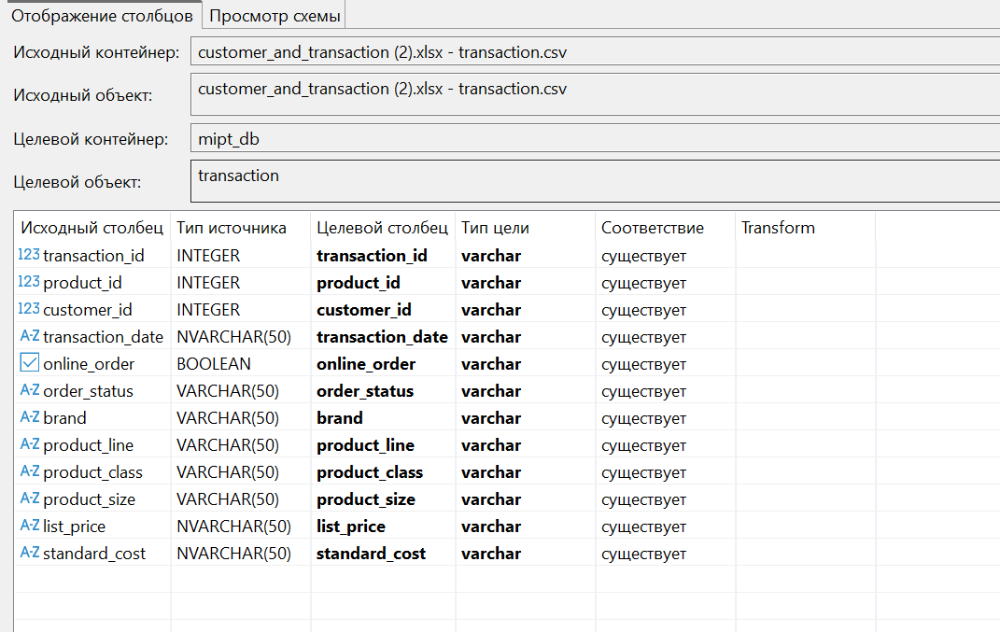 Отображение столбцов Просмотр схемы
Исходный контейнер: customer_and_transaction (2).xlsx - transaction.csv
Исходный объект: customer_and_transaction (2).xlsx - transaction.csv
Целевой контейнер: mipt_db
Целевой объект: transaction
Исходный столбец Тип источника Целевой столбец Тип цели Соответствие Transform
123 transaction_id INTEGER transaction_id varchar существует
123 product_id INTEGER product_id varchar существует
123 customer_id INTEGER customer_id varchar существует
A-Z transaction_date NVARCHAR(50) transaction_date varchar существует
online_order BOOLEAN online_order varchar существует
A-Z order_status VARCHAR(50) order_status varchar существует
A-Z brand VARCHAR(50) brand varchar существует
A-Z product_line VARCHAR(50) product_line varchar существует
A-Z product_class VARCHAR(50) product_class varchar существует
A-Z product_size VARCHAR(50) product_size varchar существует
A-Z list_price NVARCHAR(50) list_price varchar существует
A-Z standard_cost NVARCHAR(50) standard_cost varchar существует